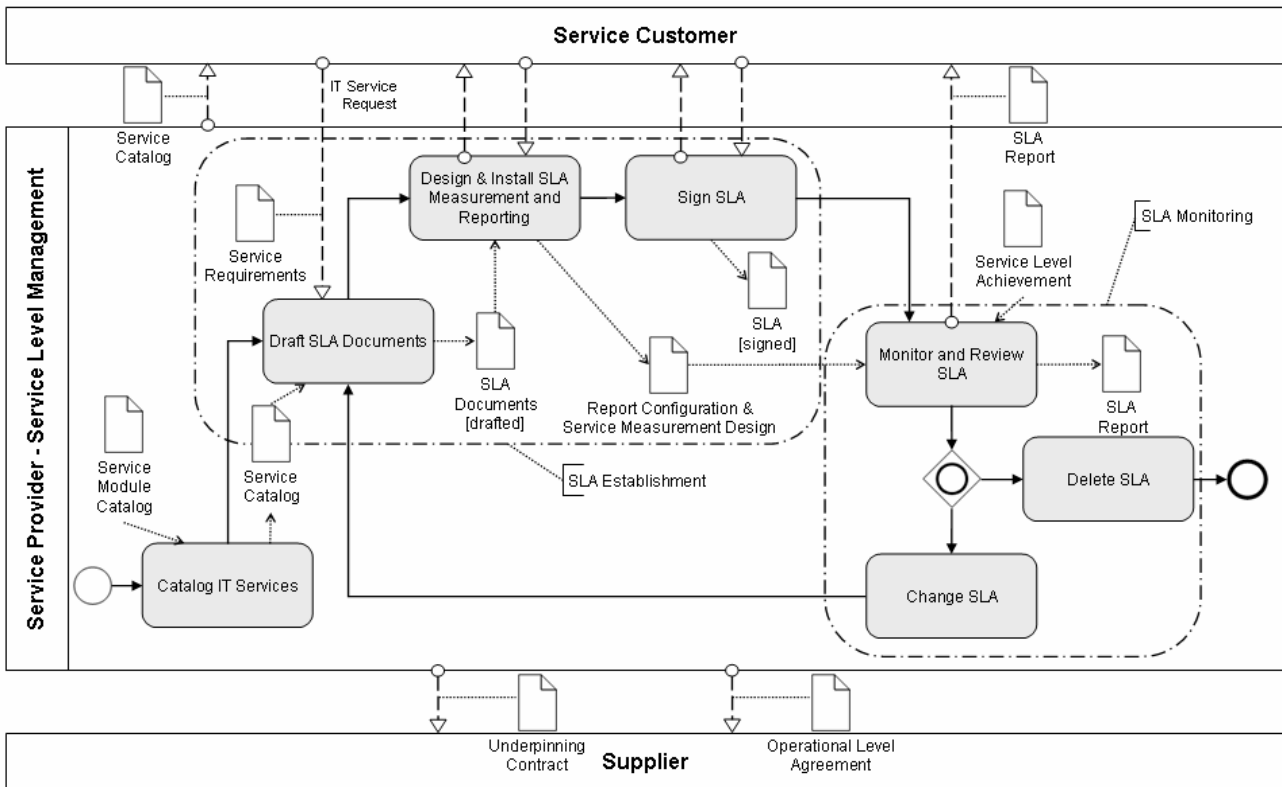 Service Customer
Service
Catalog
IT Service
Request
SLA
Report
Service Provider - Service Level Management
Design & Install SLA
Measurement and
Reporting
Sign SLA
Service
Requirements
SLA Monitoring
Service Level
Achievement
Draft SLA Documents
SLA
[signed]
Monitor and Review
SLA
SLA
Documents
[drafted]
Report Configuration &
Service Measurement Design
SLA
Report
Service
Module
Catalog
Service
Catalog
SLA Establishment
Delete SLA
Catalog IT Services
Change SLA
Underpinning
Contract
Operational Level
Agreement
Supplier